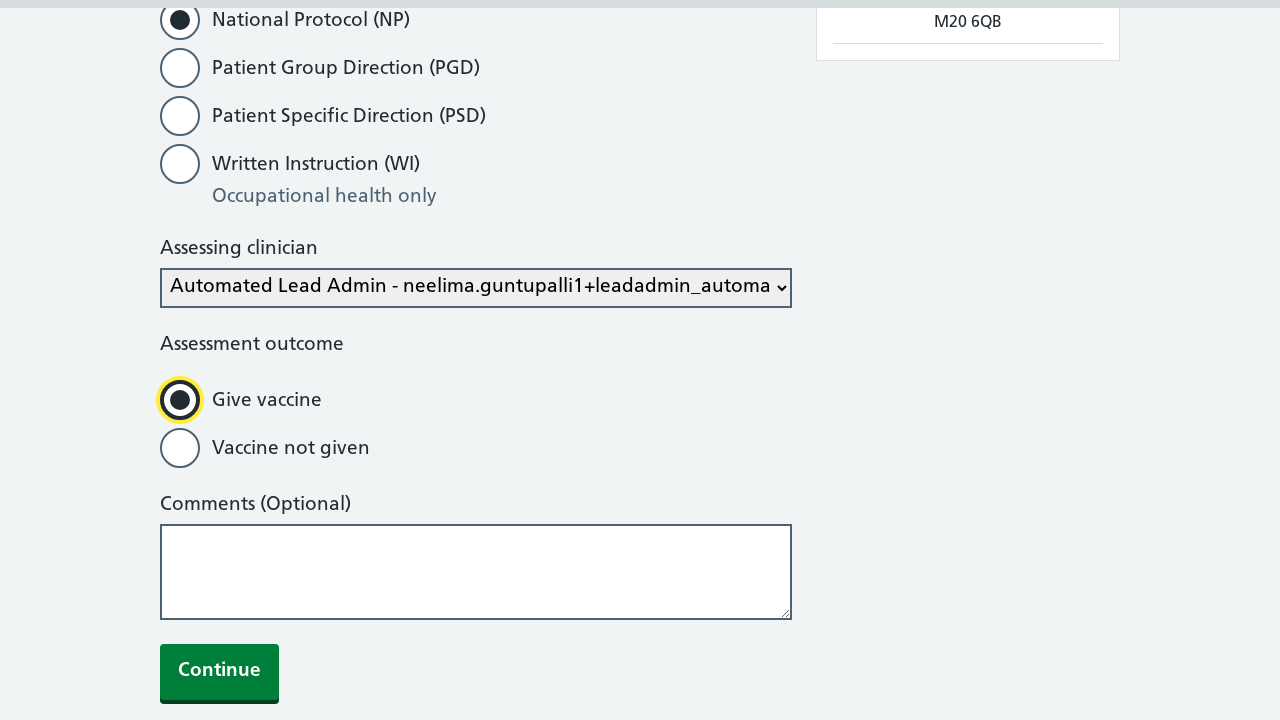 National Protocol (NP)
M20 6QB
Patient Group Direction (PGD)
Patient Specific Direction (PSD)
Written Instruction (WI)
Occupational health only
Assessing clinician
Automated Lead Admin - neelima.guntupalli1+leadadmin_automa
Assessment outcome
Give vaccine
Vaccine not given
Comments (Optional)
Continue